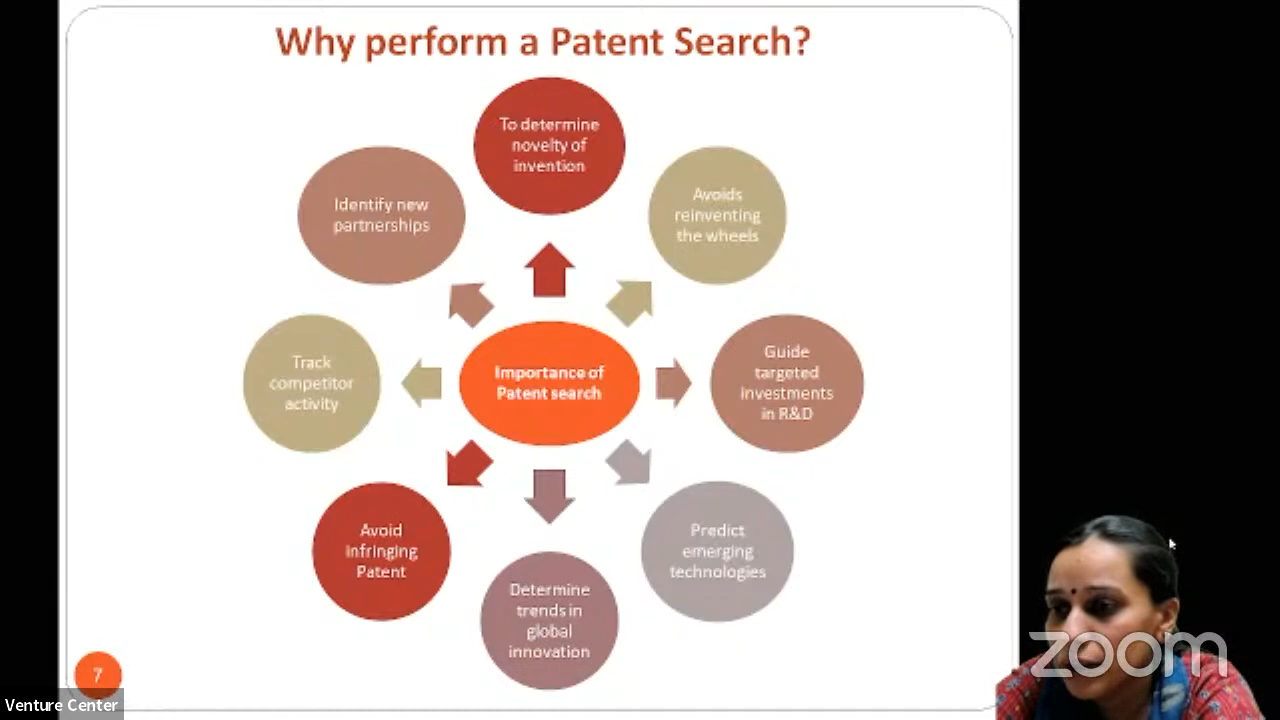 Why perform a Patent Search?
To determine
novelty of
invention
Avoids
reinventing
the wheels
Guide
targeted
investments
in R&D
Predict
emerging
technologies
Determine
trends in
global
innovation
Avoid
infringing
Patent
Track
competitor
activity
Identify new
partnerships
Importance of
Patent search
7
Venture Center
zoom